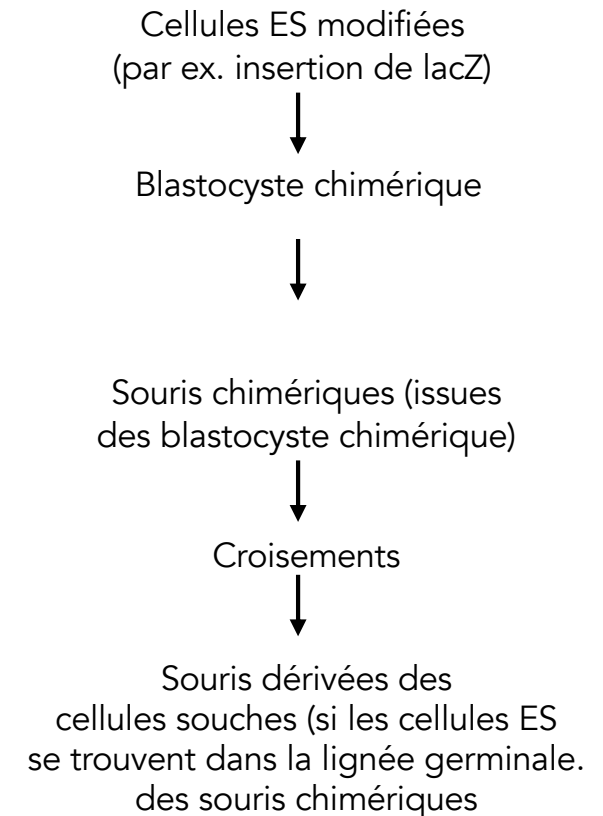 Cellules ES modifiées
(par ex. insertion de lacZ)
Blastocyste chimérique
Souris chimériques (issues
des blastocyste chimérique)
Croisements
Souris dérivées des
cellules souches (si les cellules ES
se trouvent dans la lignée germinale.
des souris chimériques